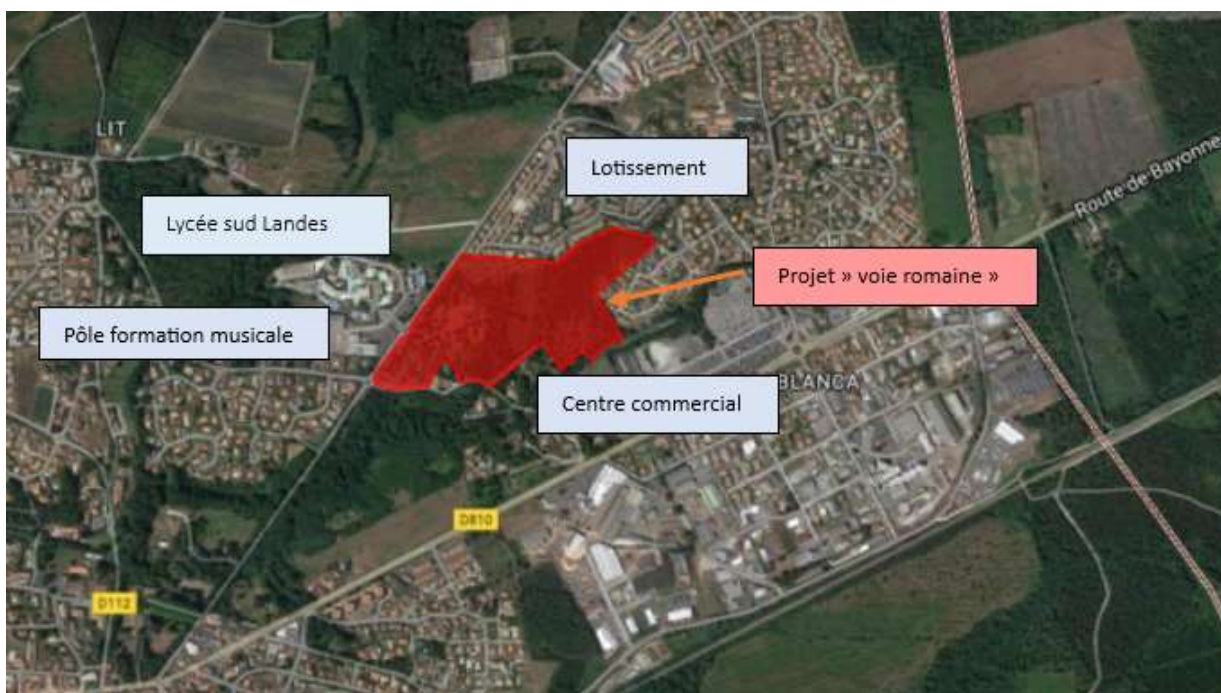 LIT
Lotissement
Route de Bayonne
Lycée sud Landes
Projet » voie romaine »
Pôle formation musicale
BLANCA
Centre commercial
D810
D112